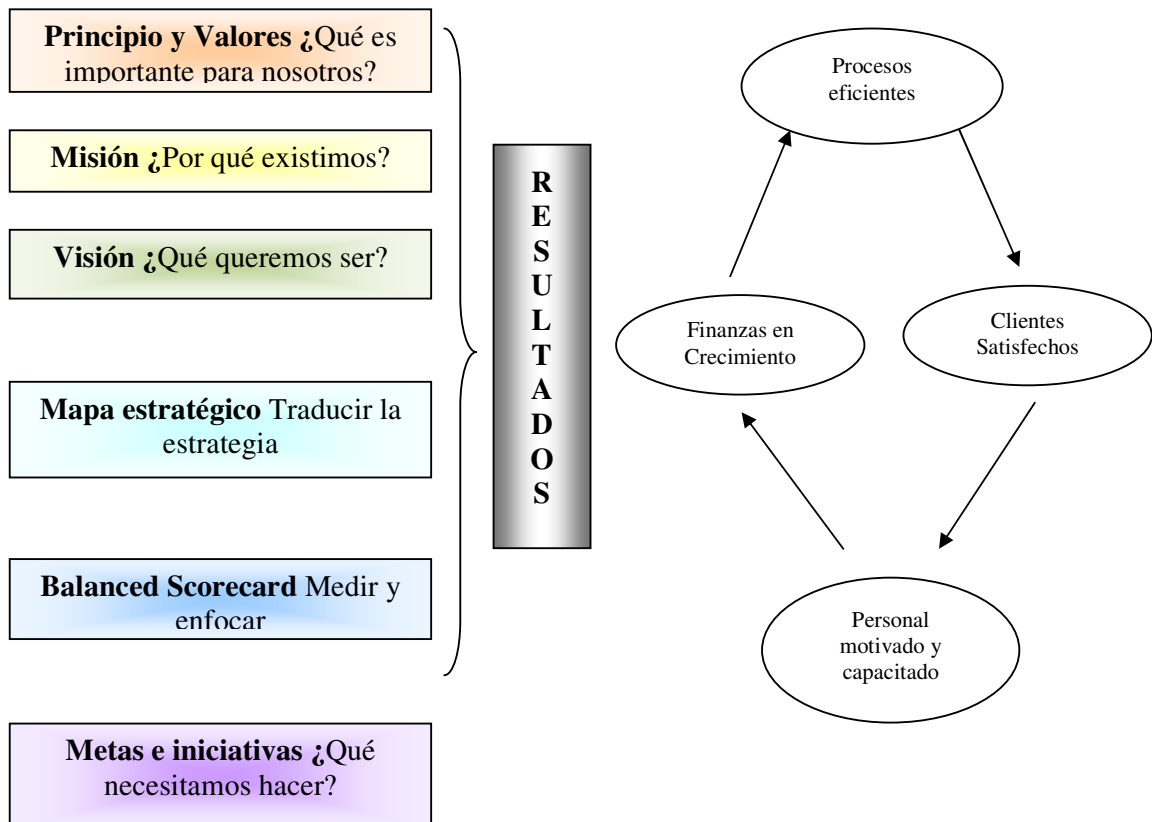 Principio y Valores ¿Qué es
importante para nosotros?
Misión ¿Por qué existimos?
Visión ¿Qué queremos ser?
Mapa estratégico Traducir la
estrategia
Balanced Scorecard Medir y
enfocar
Metas e iniciativas ¿Qué
necesitamos hacer?
R
E
S
U
L
T
A
D
O
S
Procesos
eficientes
Finanzas en
Crecimiento
Clientes
Satisfechos
Personal
motivado y
capacitado